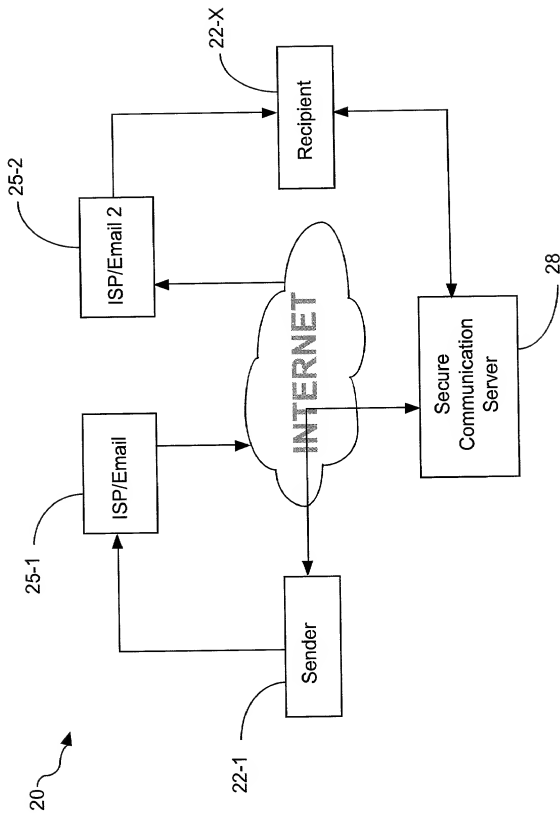 20
22-1
Sender
25-1
ISP/Email
25-2
ISP/Email 2
INTERNET
22-X
Recipient
Secure
Communication
Server
28